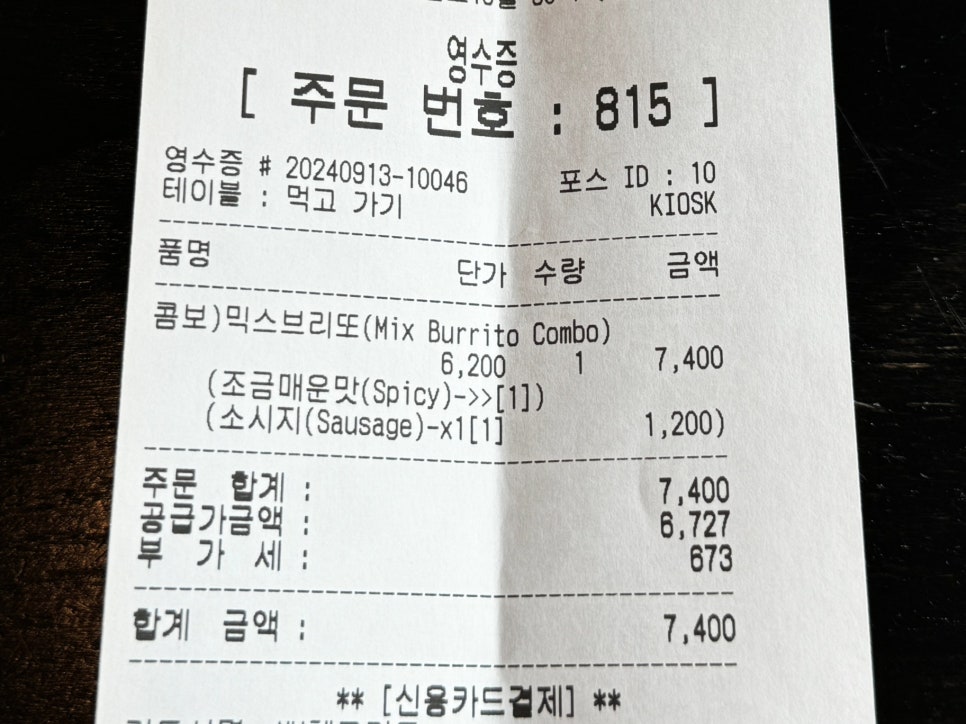 영수증
[ 주문 번호 : 815 ]
영수증 # 20240913-10046 포스 ID : 10
테이블 : 먹고 가기 KIOSK
품명 단가 수량 금액
콤보)믹스브리또(Mix Burrito Combo)
6,200 1 7,400
(조금매운맛(Spicy)->>[1])
(소시지(Sausage)-x1[1] 1,200)
주문 합계 : 7,400
공급가금액 : 6,727
부 가 세 : 673
합계 금액 : 7,400
** [신용카드결제] **